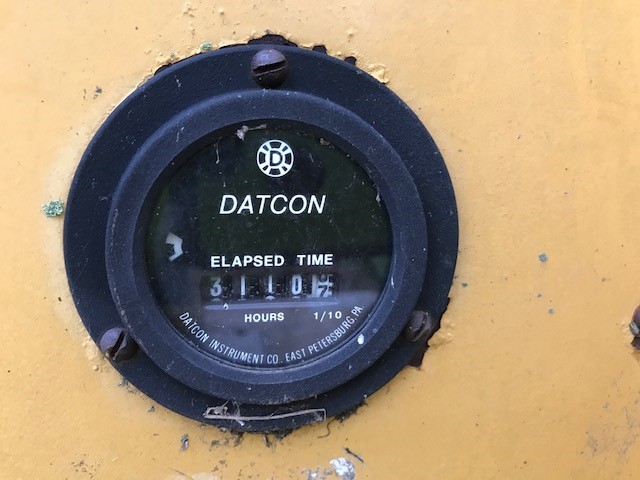 D
DATCON
ELAPSED TIME
3110
HOURS 1/10
DATCON INSTRUMENT CO. EAST PETERSBURG, PA.